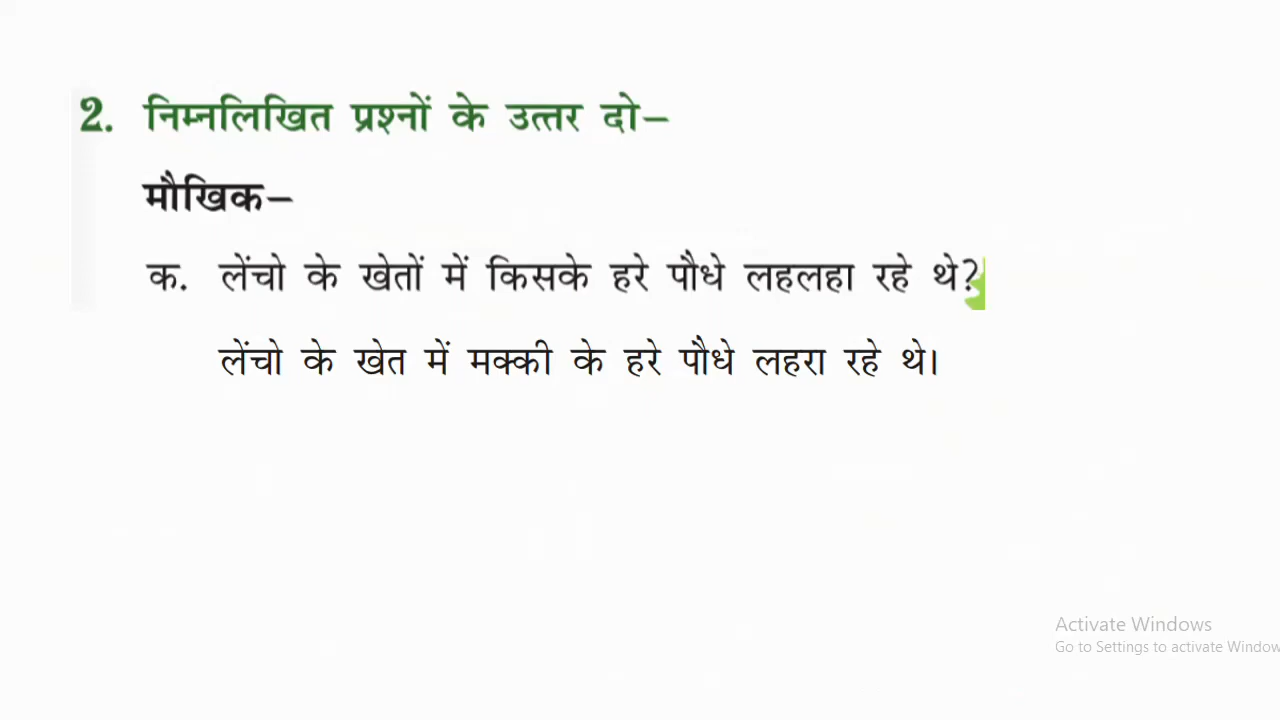 2. निम्नलिखित प्रश्नों के उत्तर दो–
मौखिक–
क. लेंचो के खेतों में किसके हरे पौधे लहलहा रहे थे?
लेंचो के खेत में मक्की के हरे पौधे लहरा रहे थे।
Activate Windows
Go to Settings to activate Window